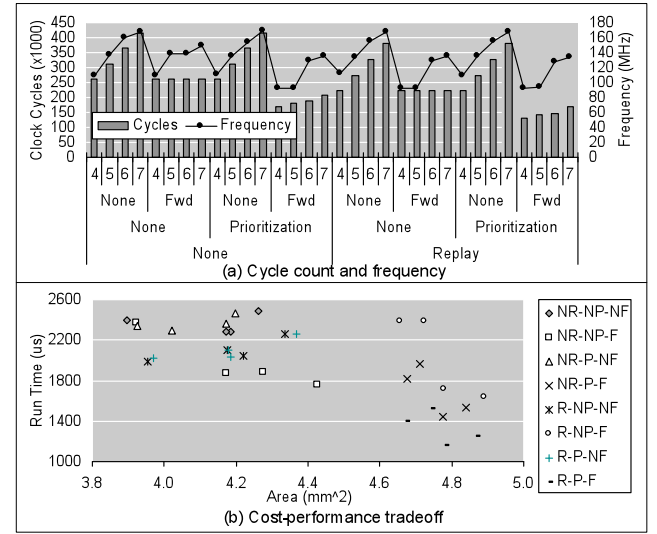 Clock Cycles (x1000)
450
400
350
300
250
200
150
100
50
0
180
160
140
120
100
80
60
40
20
0
Frequency (MHz)
Cycles Frequency
4 5 6 7 4 5 6 7 4 5 6 7 4 5 6 7 4 5 6 7 4 5 6 7 4 5 6 7 4 5 6 7
None Fwd None Fwd None Fwd None Fwd
None Prioritization None Prioritization
None Replay
(a) Cycle count and frequency
Run Time (us)
2600
2200
1800
1400
1000
3.8 4.0 4.2 4.4 4.6 4.8 5.0
Area (mm^2)
NR-NP-NF
NR-NP-F
NR-P-NF
NR-P-F
R-NP-NF
R-NP-F
R-P-NF
R-P-F
(b) Cost-performance tradeoff